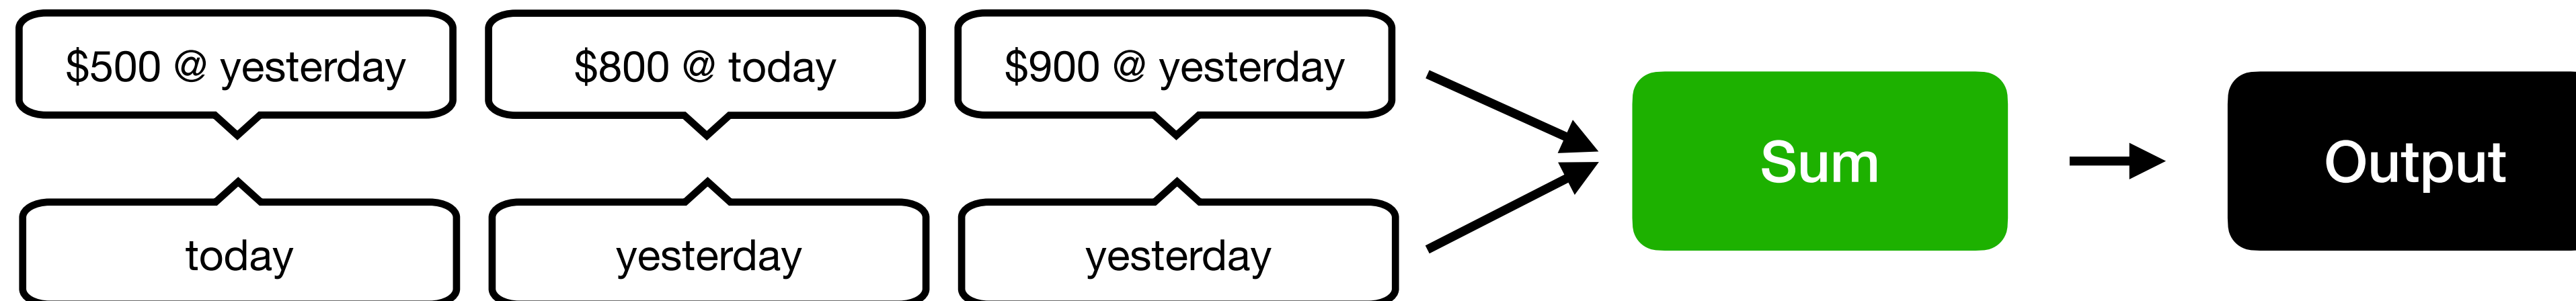 $500 @ yesterday
$800 @ today
$900 @ yesterday
today
yesterday
yesterday
Sum
Output